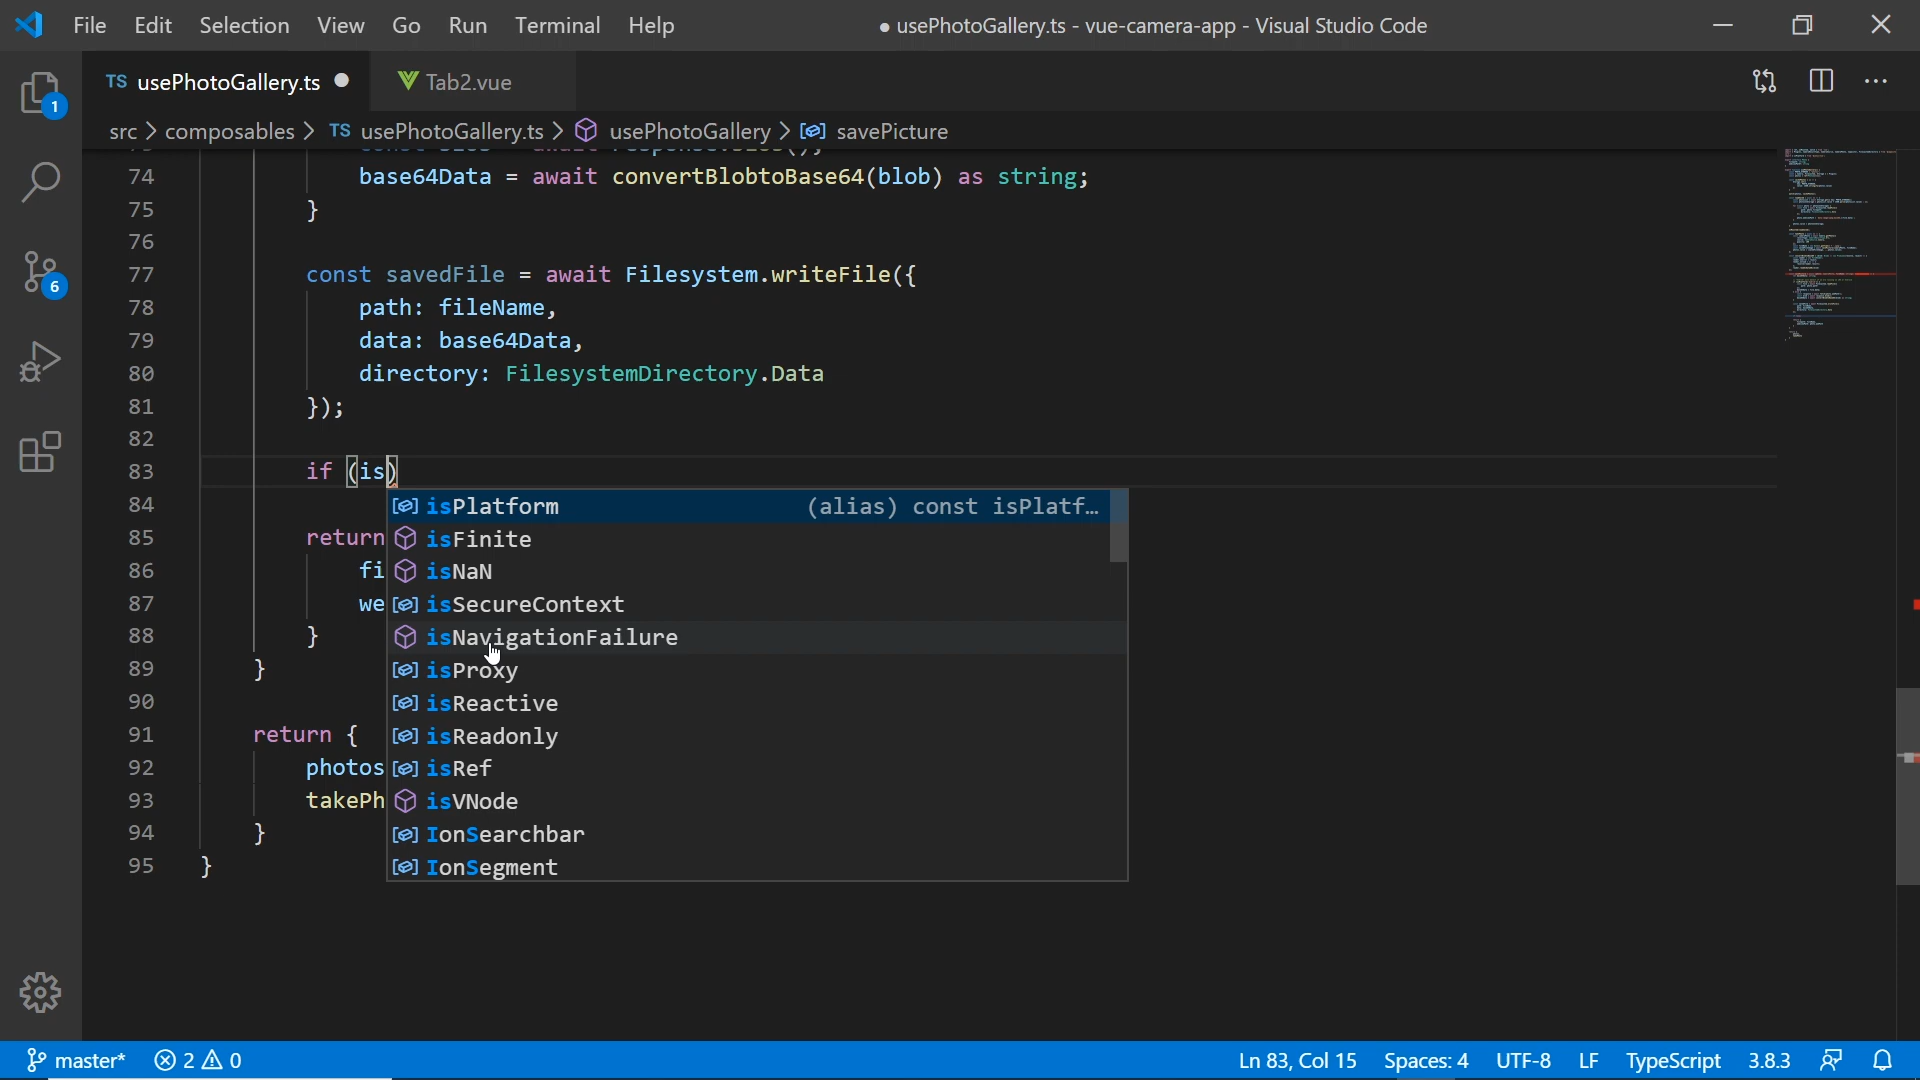 File Edit Selection View Go Run Terminal Help ● usePhotoGallery.ts - vue-camera-app - Visual Studio Code
TS usePhotoGallery.ts ● Tab2.vue
1
src > composables > TS usePhotoGallery.ts > usePhotoGallery > savePicture
74 base64Data = await convertBlobtoBase64(blob) as string;
75 }
76
77 const savedFile = await Filesystem.writeFile({
6
78 path: fileName,
79 data: base64Data,
80 directory: FilesystemDirectory.Data
81 });
82
83 if (is)
84 isPlatform (alias) const isPlatf…
85 return isFinite
86 fi isNaN
87 we isSecureContext
88 } isNavigationFailure
89 } isProxy
90 isReactive
91 return { isReadonly
92 photos isRef
93 takePh isVNode
94 } IonSearchbar
95 } IonSegment
master* 2 0 Ln 83, Col 15 Spaces: 4 UTF-8 LF TypeScript 3.8.3